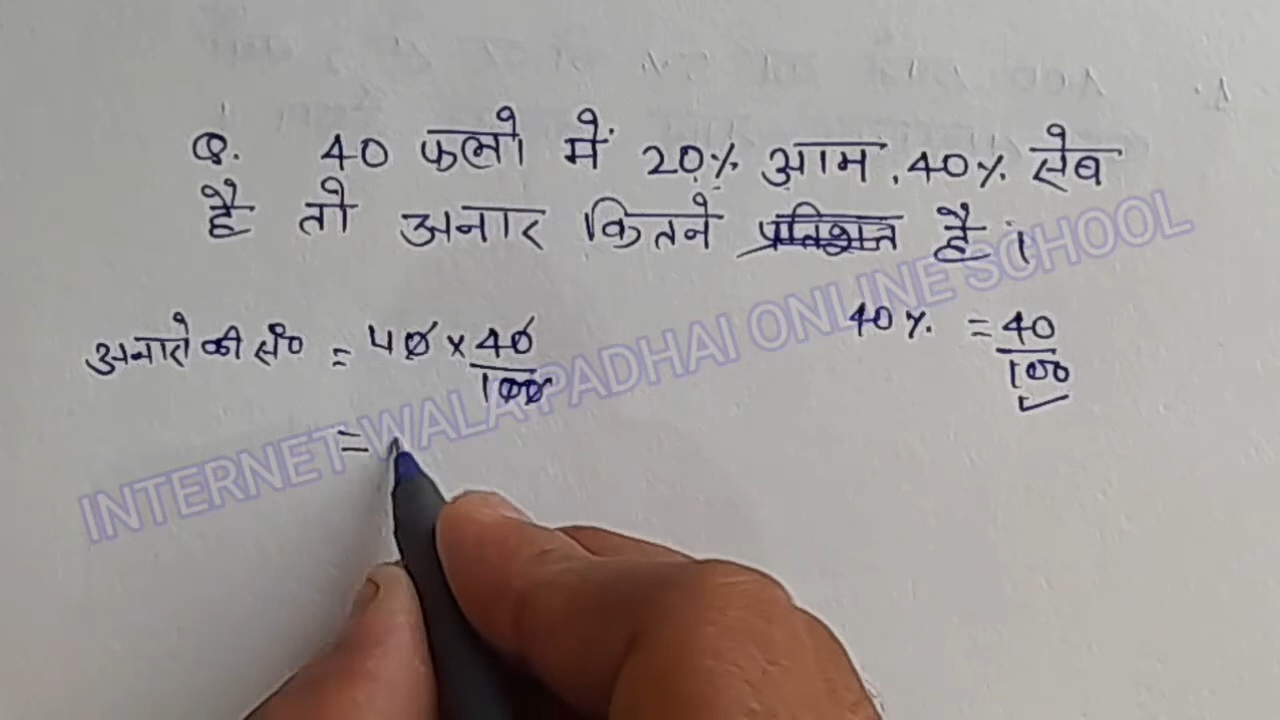 Q. 40 फलो में 20% आम, 40% सेब
है तो अनार कितने प्रतिशत है।
अनारो की सं० = 40 × 40/100
40% = 40/100
=
INTERNET WALA PADHAI ONLINE SCHOOL